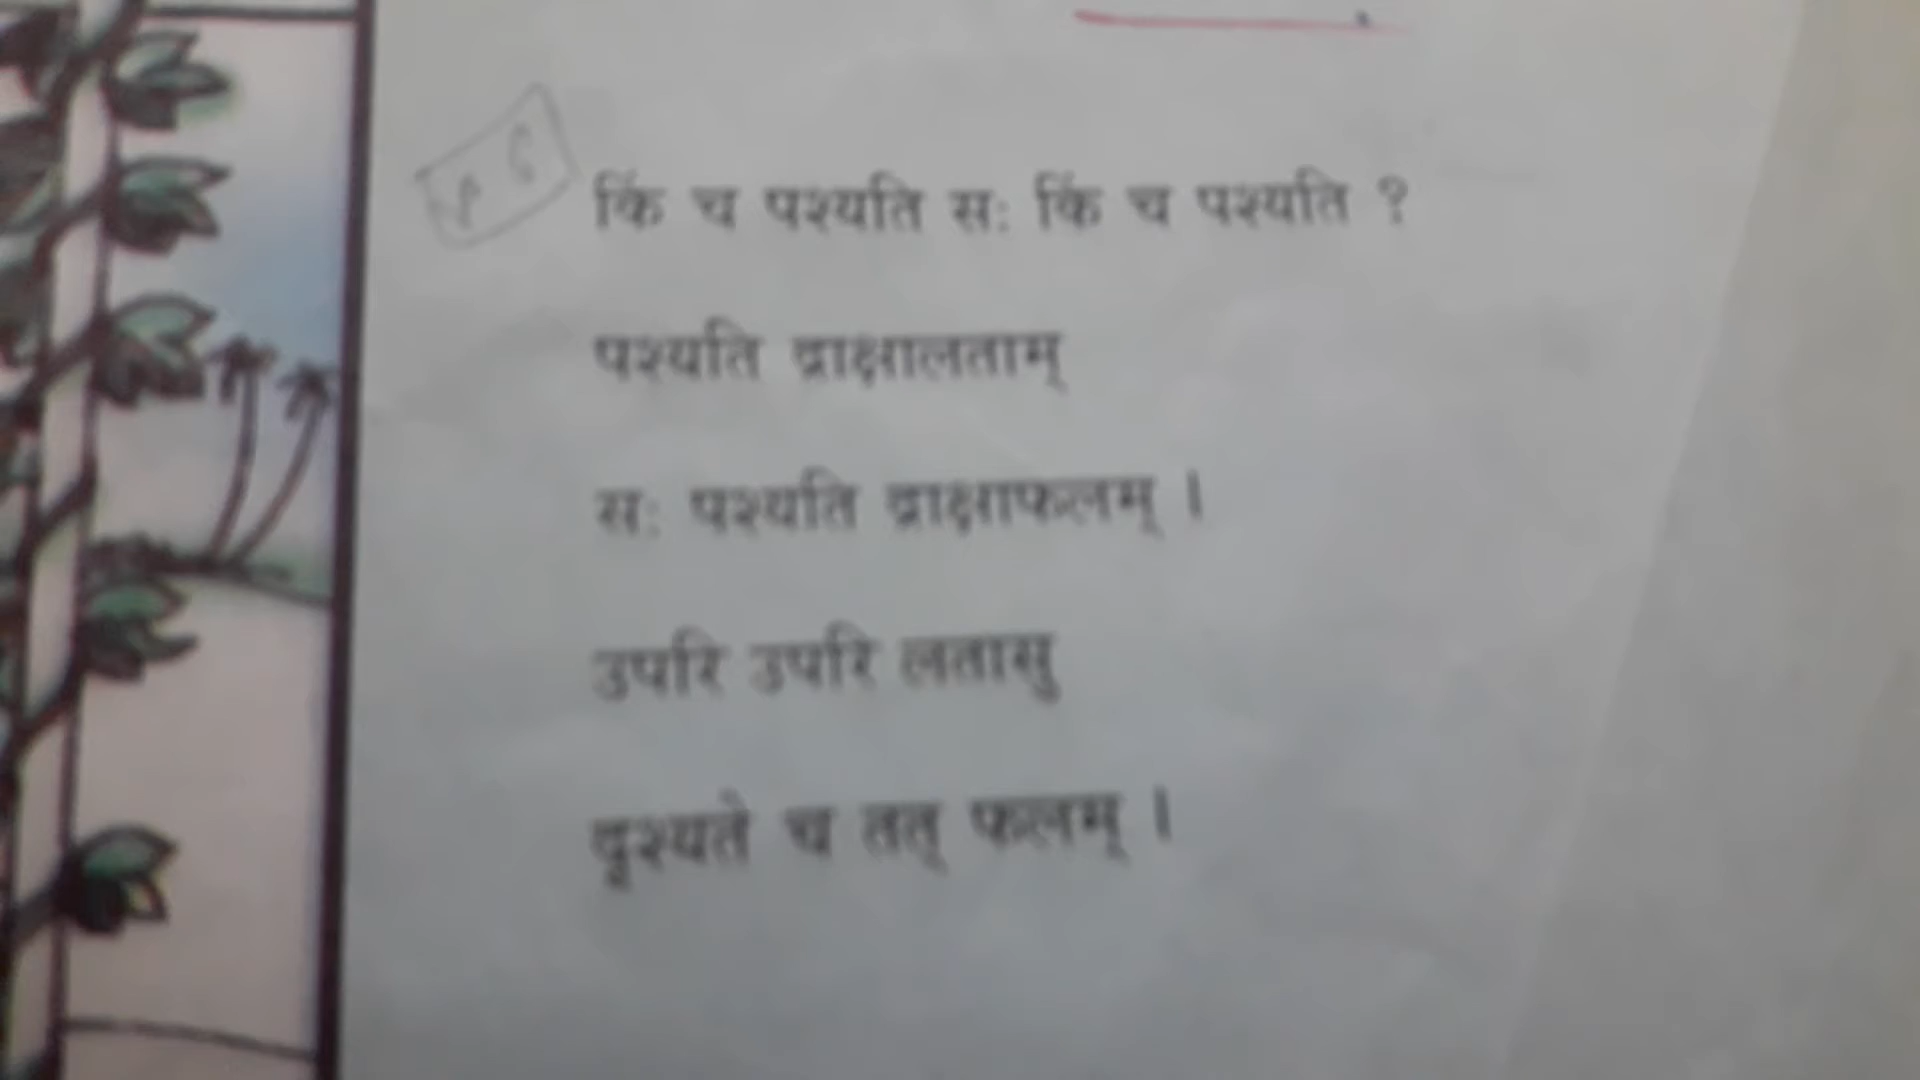 किं च पश्यति सः किं च पश्यति ?
पश्यति द्राक्षालताम्
सः पश्यति द्राक्षाफलम् ।
उपरि उपरि लतासु
दृश्यते च तत् फलम् ।